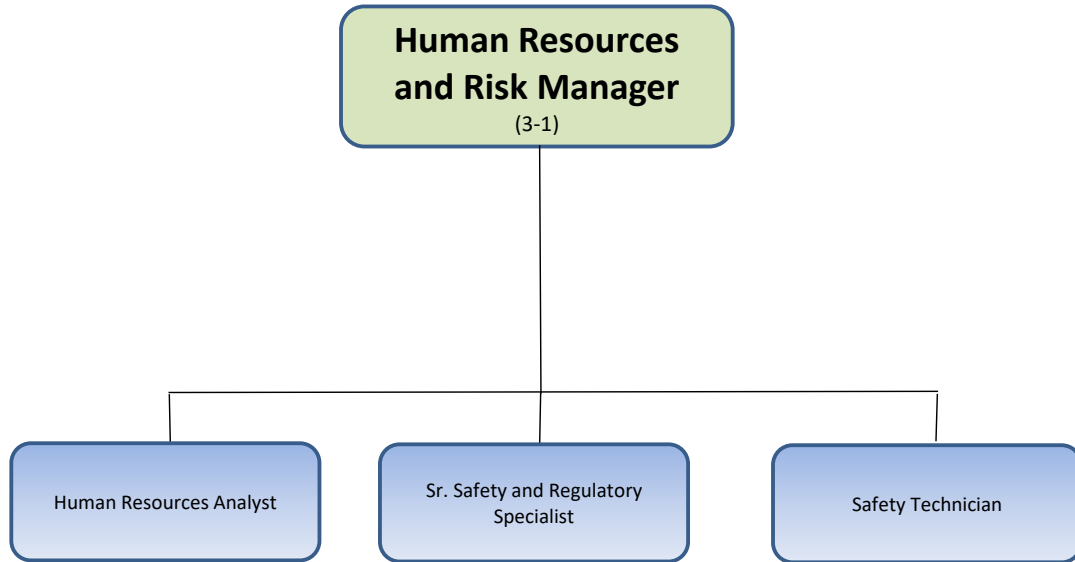 Human Resources
and Risk Manager
(3-1)
Human Resources Analyst
Sr. Safety and Regulatory
Specialist
Safety Technician